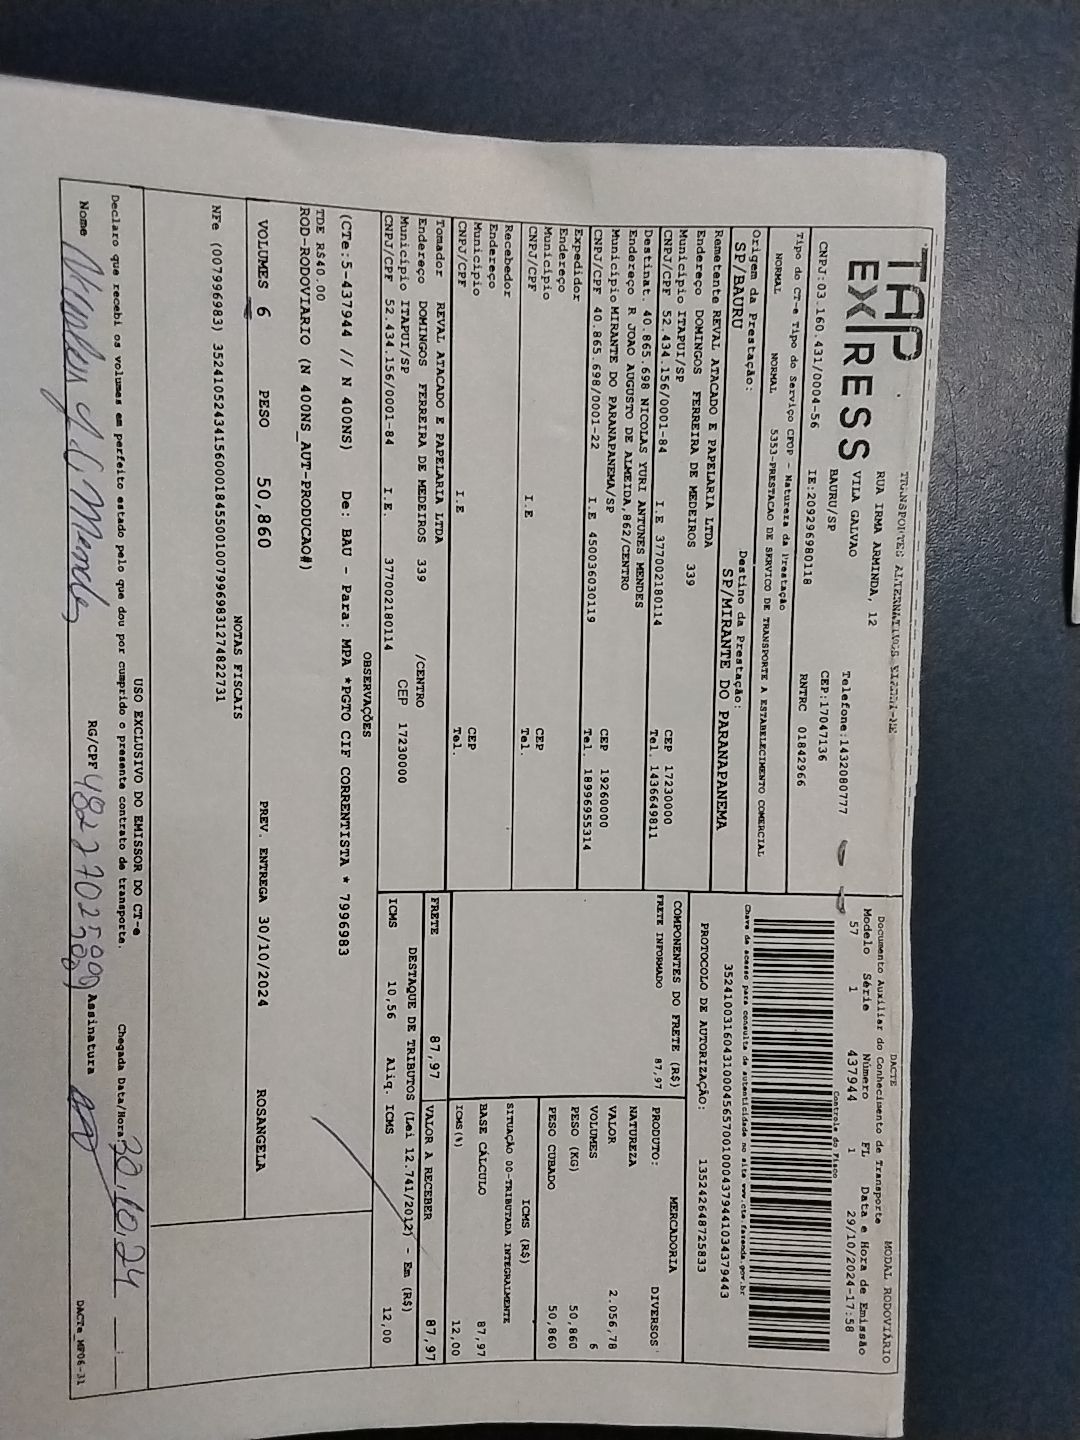 TAP
EXPRESS
TRANSPORTES ALTERNATIVOS
RUA IRMA ARMINDA, 12
VILA GALVAO
BAURU/SP
Telefone:1432080777
CEP:17047136
CNPJ:03.160.431/0004-56
IE:209296980118
RNTRC 01842966
Tipo do CT-e Tipo do Serviço CFOP - Natureza da Prestação
NORMAL NORMAL 5353-PRESTACAO DE SERVICO DE TRANSPORTE A ESTABELECIMENTO COMERCIAL
Origem da Prestação: Destino da Prestação:
SP/BAURU SP/MIRANTE DO PARANAPANEMA
Remetente REVAL ATACADO E PAPELARIA LTDA
Endereço DOMINGOS FERREIRA DE MEDEIROS 339
Município ITAPUI/SP CEP 17230000
CNPJ/CPF 52.434.156/0001-84 I.E 377002180114 Tel. 1436649811
Destinat. 40.865.698 NICOLAS YURI ANTUNES MENDES
Endereço R JOAO AUGUSTO DE ALMEIDA,862/CENTRO
Município MIRANTE DO PARANAPANEMA/SP CEP 19260000
CNPJ/CPF 40.865.698/0001-22 I.E 450036030119 Tel. 18996955314
Expedidor
Endereço
Município CEP
CNPJ/CPF I.E Tel.
Recebedor
Endereço
Município CEP
CNPJ/CPF I.E Tel.
Tomador REVAL ATACADO E PAPELARIA LTDA
Endereço DOMINGOS FERREIRA DE MEDEIROS 339 /CENTRO
Município ITAPUI/SP CEP 17230000
CNPJ/CPF 52.434.156/0001-84 I.E. 377002180114
DACTE MODAL RODOVIÁRIO
Documento Auxiliar do Conhecimento de Transporte
Modelo Série Número FL Data e Hora de Emissão
57 1 437944 1 29/10/2024-17:58
Controle do Fisco
Chave de acesso para consulta de autenticidade no site www.cte.fazenda.gov.br
35241003160431000456570010004379441034379443
PROTOCOLO DE AUTORIZAÇÃO: 135242648725833
COMPONENTES DO FRETE (R$)
FRETE INFORMADO 87,97
MERCADORIA
PRODUTO: DIVERSOS
NATUREZA
VALOR 2.056,78
VOLUMES 6
PESO (KG) 50,860
PESO CUBADO 50,860
ICMS (R$)
SITUAÇÃO 00-TRIBUTADA INTEGRALMENTE
BASE CÁLCULO 87,97
ICMS(%) 12,00
FRETE 87,97 VALOR A RECEBER 87,97
DESTAQUE DE TRIBUTOS (Lei 12.741/2012) - Em (R$)
ICMS 10,56 Aliq. ICMS 12,00
OBSERVAÇÕES
(CTe:5-437944 // N 400NS) De: BAU - Para: MPA *PGTO CIF CORRENTISTA * 7996983
TDE R$40.00
ROD-RODOVIARIO (N 400NS_AUT-PRODUCAO#)
VOLUMES 6 PESO 50,860 PREV. ENTREGA 30/10/2024 ROSANGELA
NOTAS FISCAIS
NFe (007996983) 35241052434156000184550010079969831274822731
USO EXCLUSIVO DO EMISSOR DO CT-e
Declaro que recebi os volumes em perfeito estado pelo que dou por cumprido o presente contrato de transporte. Chegada Data/Hora 30,10,24
Nome RG/CPF Assinatura
DACTe_MP06-31